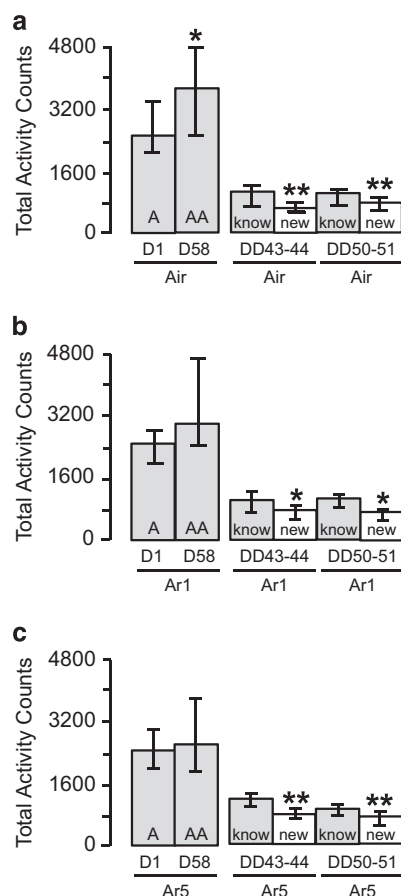 a
Total Activity Counts
4800
*
3200
1600
**
**
A AA know new know new
0
D1 D58 DD43-44 DD50-51
Air Air Air
b
Total Activity Counts
4800
3200
1600
*
*
A AA know new know new
0
D1 D58 DD43-44 DD50-51
Ar1 Ar1 Ar1
c
Total Activity Counts
4800
3200
1600
**
**
A AA know new know new
0
D1 D58 DD43-44 DD50-51
Ar5 Ar5 Ar5